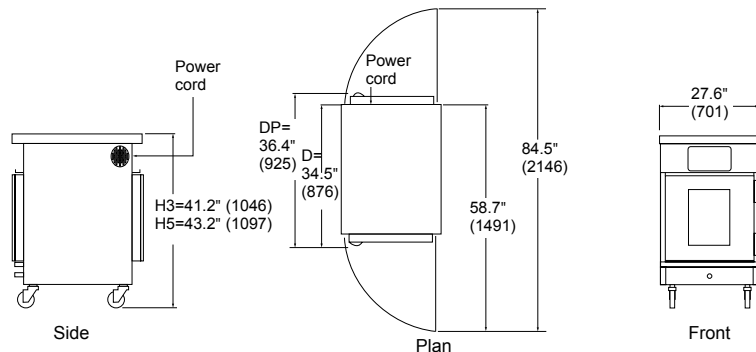 Power
cord
H3=41.2" (1046)
H5=43.2" (1097)
Side
Power
cord
DP=
36.4"
(925)
D=
34.5"
(876)
84.5"
(2146)
58.7"
(1491)
Plan
27.6"
(701)
Front